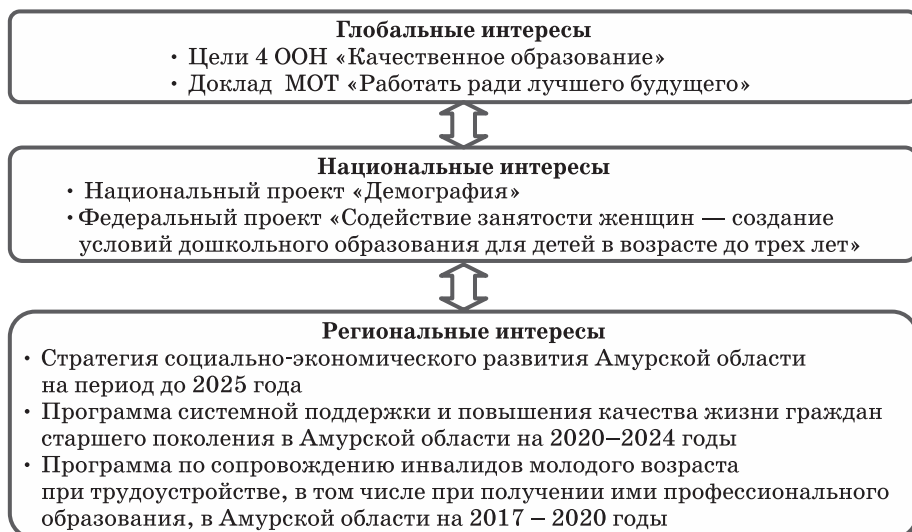 Глобальные интересы
• Цели 4 ООН «Качественное образование»
• Доклад МОТ «Работать ради лучшего будущего»
Национальные интересы
• Национальный проект «Демография»
• Федеральный проект «Содействие занятости женщин — создание
условий дошкольного образования для детей в возрасте до трех лет»
Региональные интересы
• Стратегия социально-экономического развития Амурской области
на период до 2025 года
• Программа системной поддержки и повышения качества жизни граждан
старшего поколения в Амурской области на 2020–2024 годы
• Программа по сопровождению инвалидов молодого возраста
при трудоустройстве, в том числе при получении ими профессионального
образования, в Амурской области на 2017 – 2020 годы